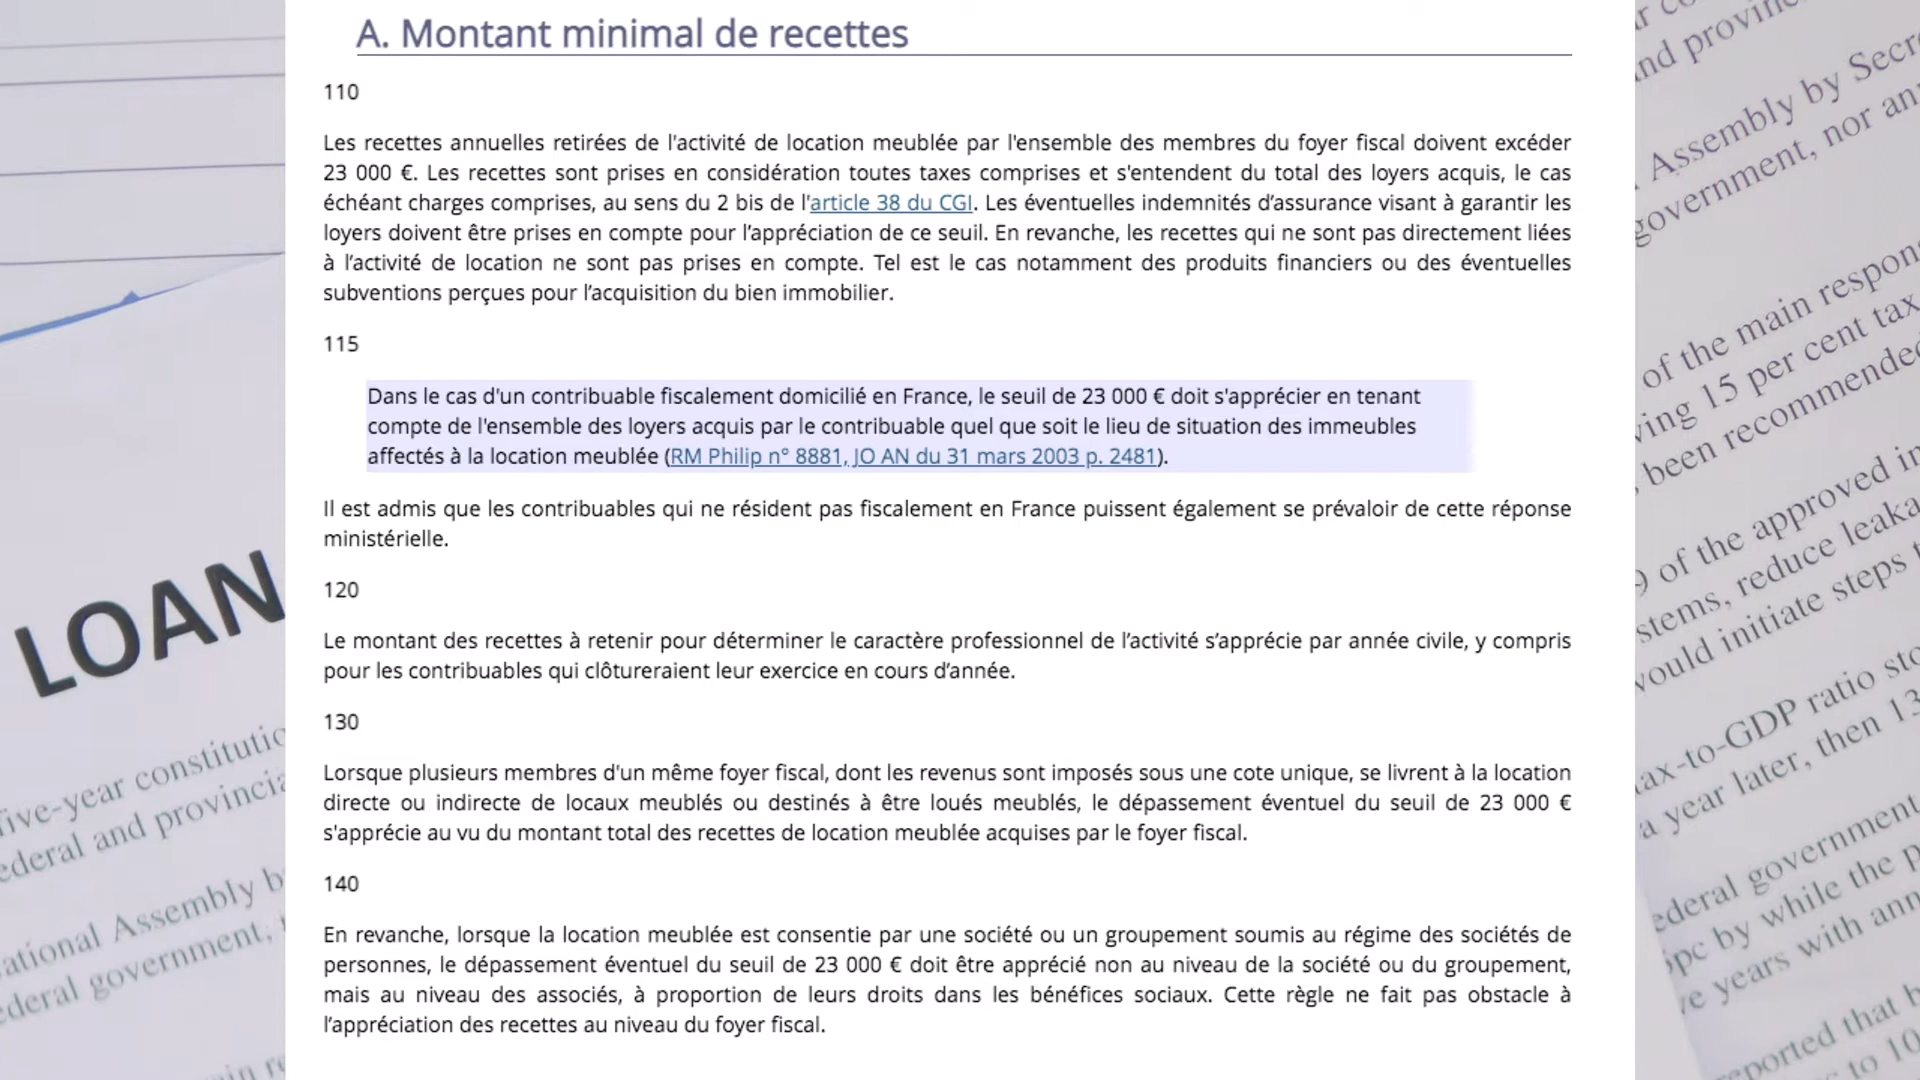 A. Montant minimal de recettes
110
Les recettes annuelles retirées de l'activité de location meublée par l'ensemble des membres du foyer fiscal doivent excéder
23 000 €. Les recettes sont prises en considération toutes taxes comprises et s'entendent du total des loyers acquis, le cas
échéant charges comprises, au sens du 2 bis de l'article 38 du CGI. Les éventuelles indemnités d’assurance visant à garantir les
loyers doivent être prises en compte pour l’appréciation de ce seuil. En revanche, les recettes qui ne sont pas directement liées
à l’activité de location ne sont pas prises en compte. Tel est le cas notamment des produits financiers ou des éventuelles
subventions perçues pour l’acquisition du bien immobilier.
115
Dans le cas d'un contribuable fiscalement domicilié en France, le seuil de 23 000 € doit s'apprécier en tenant
compte de l'ensemble des loyers acquis par le contribuable quel que soit le lieu de situation des immeubles
affectés à la location meublée (RM Philip n° 8881, JO AN du 31 mars 2003 p. 2481).
Il est admis que les contribuables qui ne résident pas fiscalement en France puissent également se prévaloir de cette réponse
ministérielle.
120
Le montant des recettes à retenir pour déterminer le caractère professionnel de l’activité s’apprécie par année civile, y compris
pour les contribuables qui clôtureraient leur exercice en cours d’année.
130
Lorsque plusieurs membres d'un même foyer fiscal, dont les revenus sont imposés sous une cote unique, se livrent à la location
directe ou indirecte de locaux meublés ou destinés à être loués meublés, le dépassement éventuel du seuil de 23 000 €
s'apprécie au vu du montant total des recettes de location meublée acquises par le foyer fiscal.
140
En revanche, lorsque la location meublée est consentie par une société ou un groupement soumis au régime des sociétés de
personnes, le dépassement éventuel du seuil de 23 000 € doit être apprécié non au niveau de la société ou du groupement,
mais au niveau des associés, à proportion de leurs droits dans les bénéfices sociaux. Cette règle ne fait pas obstacle à
l’appréciation des recettes au niveau du foyer fiscal.
LOAN
five-year
federal and
Assembly
federal government,
and
Assembly by
government, nor
of the main
15 per cent tax
been recommended
of the approved
reduce
would initiate steps
ratio
a year later, then
government
by while the
years with
that
to